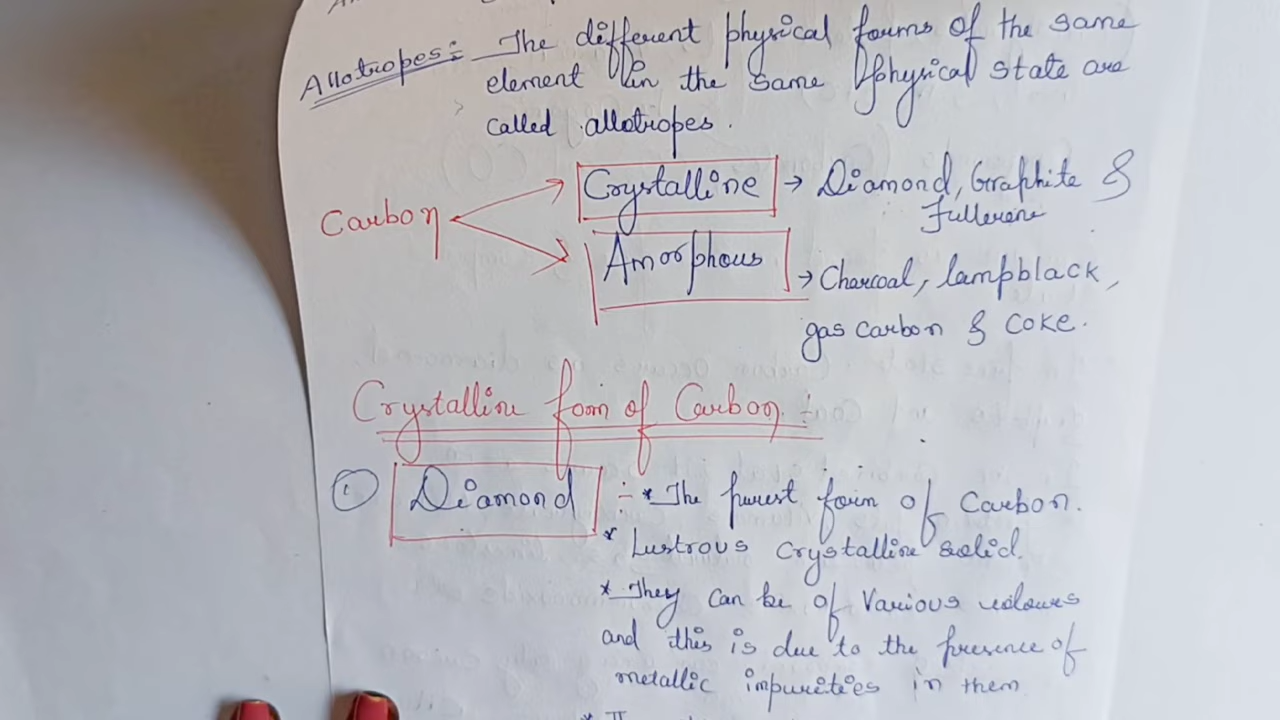 Allotropes :- The different physical forms of the same
element in the same physical state are
called allotropes.
Carbon
Crystalline → Diamond, Graphite &
Fullerene
Amorphous → Charcoal, lampblack,
gas carbon & coke.
Crystalline form of Carbon :-
① Diamond :- * The purest form of Carbon.
* Lustrous crystalline solid.
* They can be of various colours
and this is due to the presence of
metallic impurities in them